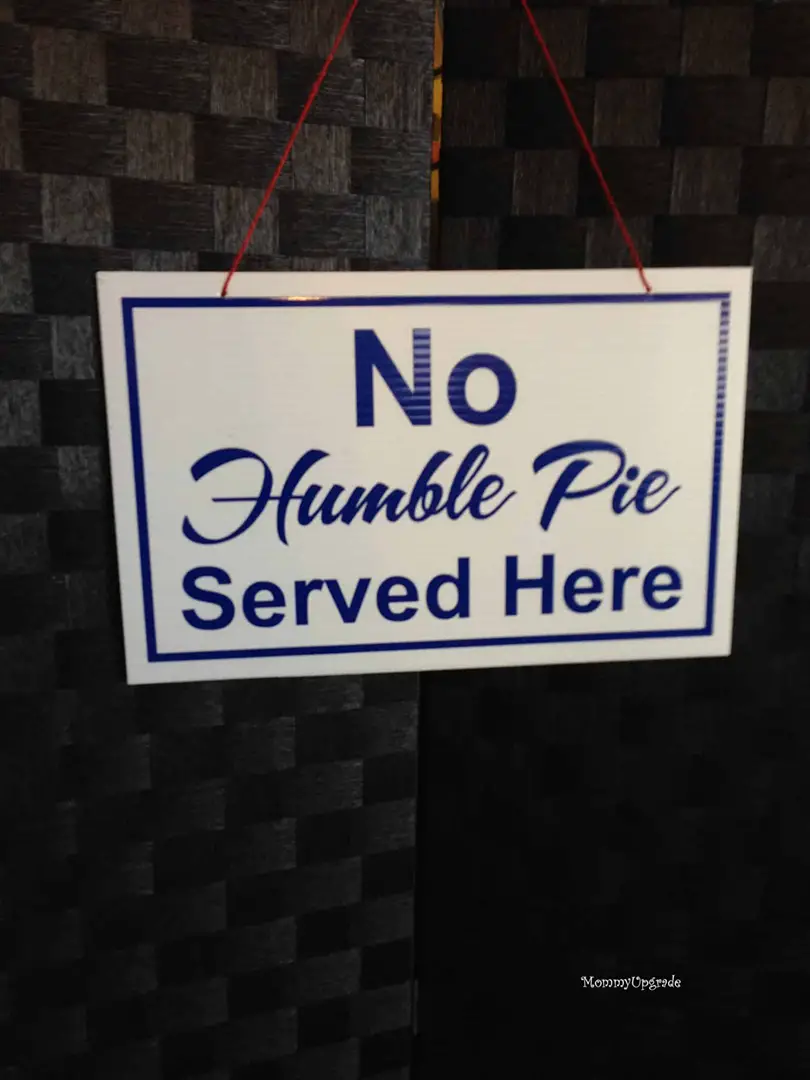 No
Humble Pie
Served Here
MommyUpgrade